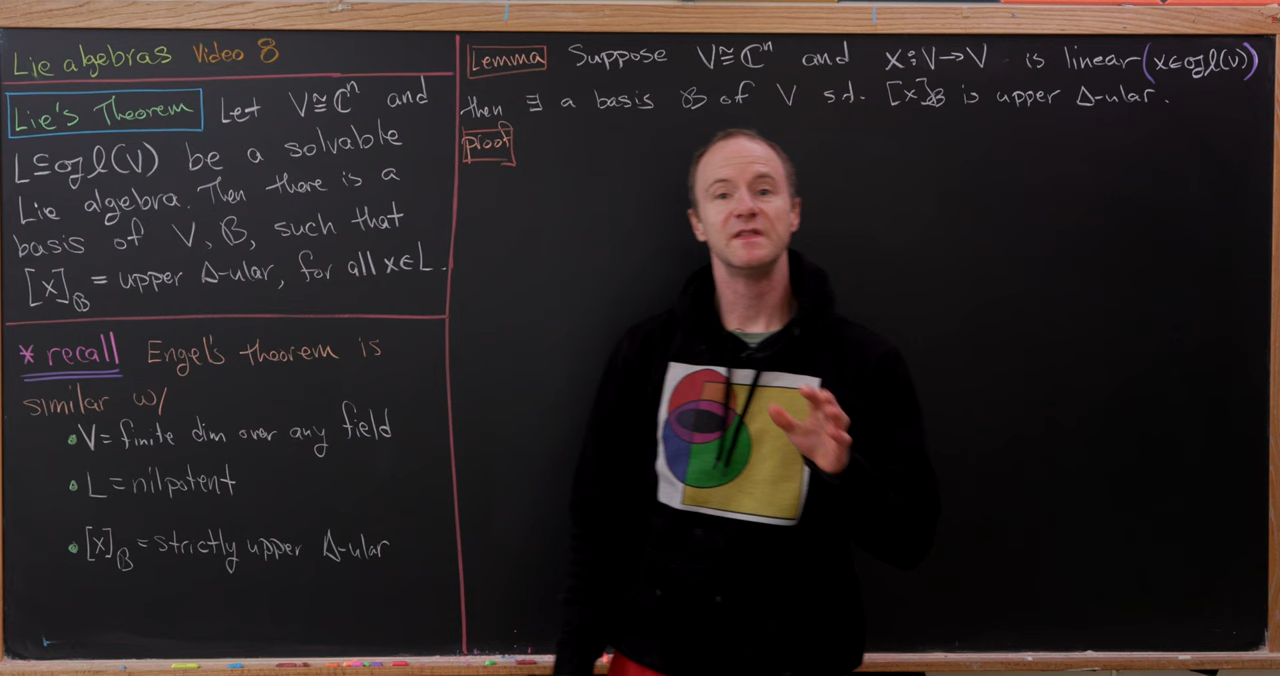 Lie algebras Video 8
Lie's Theorem Let V≅ℂⁿ and
L⊆gl(V) be a solvable
Lie algebra. Then there is a
basis of V, B, such that
[x]_B = upper Δ-ular, for all x∈L.
* recall Engel's theorem is
similar w/
• V = finite dim over any field
• L = nilpotent
• [x]_B = strictly upper Δ-ular
Lemma Suppose V≅ℂⁿ and x:V→V is linear (x∈gl(V))
then ∃ a basis B of V s.t. [x]_B is upper Δ-ular.
Proof